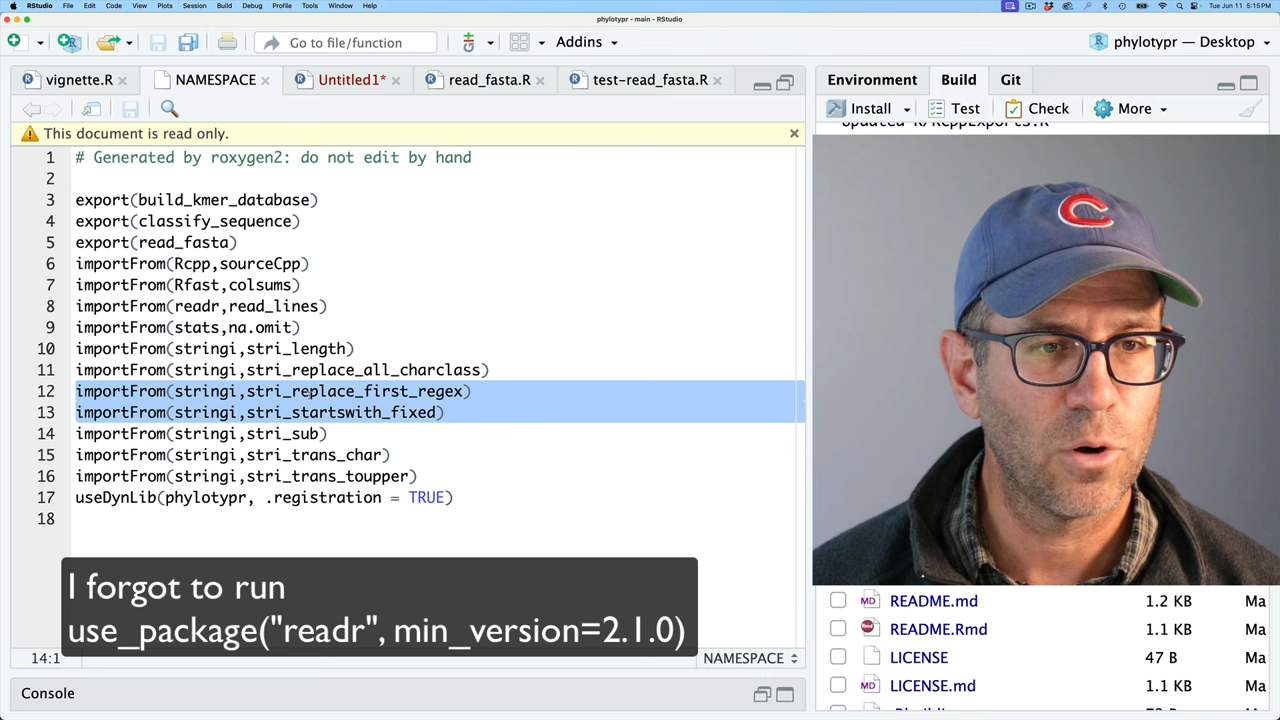 RStudio File Edit Code View Plots Session Build Debug Profile Tools Window Help Tue Jun 11 5:15 PM
phylotypr - main - RStudio
Go to file/function Addins phylotypr — Desktop
vignette.R NAMESPACE Untitled1* read_fasta.R test-read_fasta.R Environment Build Git
Install Test Check More
This document is read only.
1 # Generated by roxygen2: do not edit by hand
2
3 export(build_kmer_database)
4 export(classify_sequence)
5 export(read_fasta)
6 importFrom(Rcpp,sourceCpp)
7 importFrom(Rfast,colsums)
8 importFrom(readr,read_lines)
9 importFrom(stats,na.omit)
10 importFrom(stringi,stri_length)
11 importFrom(stringi,stri_replace_all_charclass)
12 importFrom(stringi,stri_replace_first_regex)
13 importFrom(stringi,stri_startswith_fixed)
14 importFrom(stringi,stri_sub)
15 importFrom(stringi,stri_trans_char)
16 importFrom(stringi,stri_trans_toupper)
17 useDynLib(phylotypr, .registration = TRUE)
18
I forgot to run
use_package("readr", min_version=2.1.0)
14:1 NAMESPACE
Console
C
MD README.md 1.2 KB Ma
README.Rmd 1.1 KB Ma
LICENSE 47 B Ma
MD LICENSE.md 1.1 KB Ma